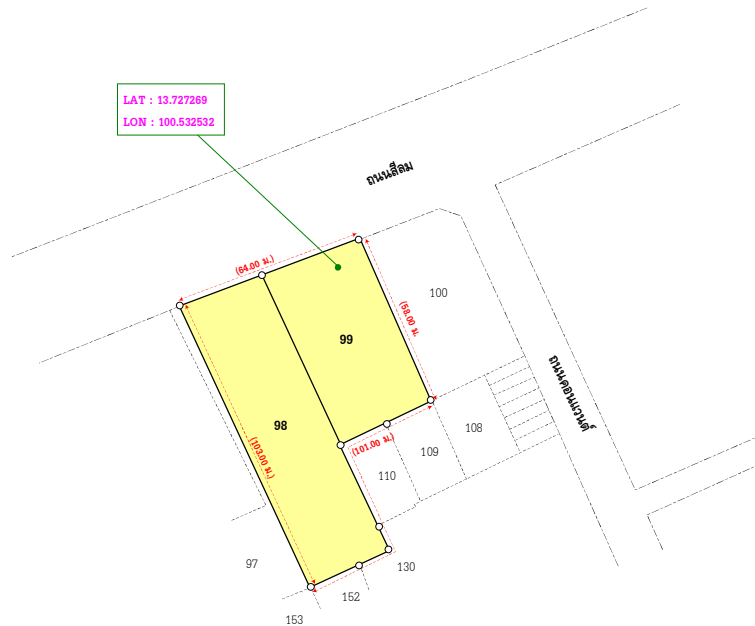 LAT : 13.727269
LON : 100.532532
ถนนสีลม
(64.00 ม.)
100
(58.00 ม.
99
ถนนคอนแวนต์
98
(103.00 ม.)
(101.00 ม.)
108
109
110
97
130
152
153